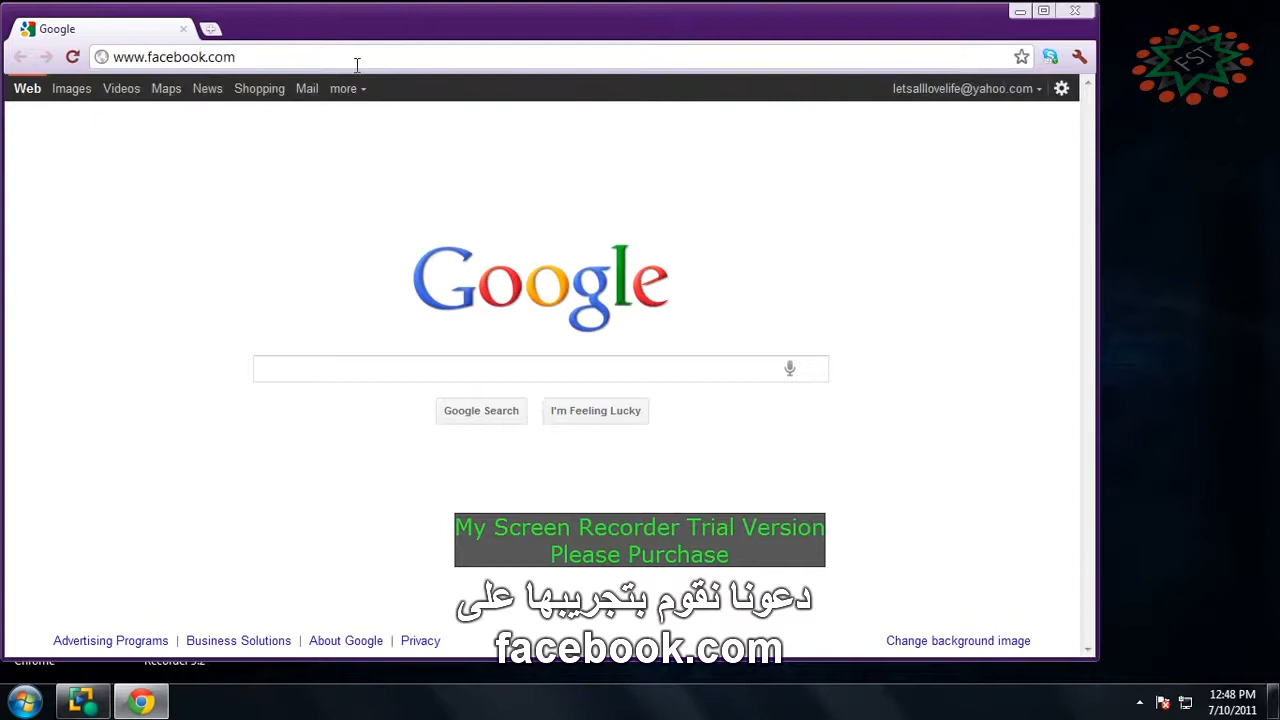 Google
www.facebook.com
Web Images Videos Maps News Shopping Mail more
letsalllovelife@yahoo.com
FST
Google
Google Search
I'm Feeling Lucky
My Screen Recorder Trial Version
Please Purchase
دعونا نقوم بتجريبها على
facebook.com
Advertising Programs | Business Solutions | About Google | Privacy
Change background image
12:48 PM
7/10/2011